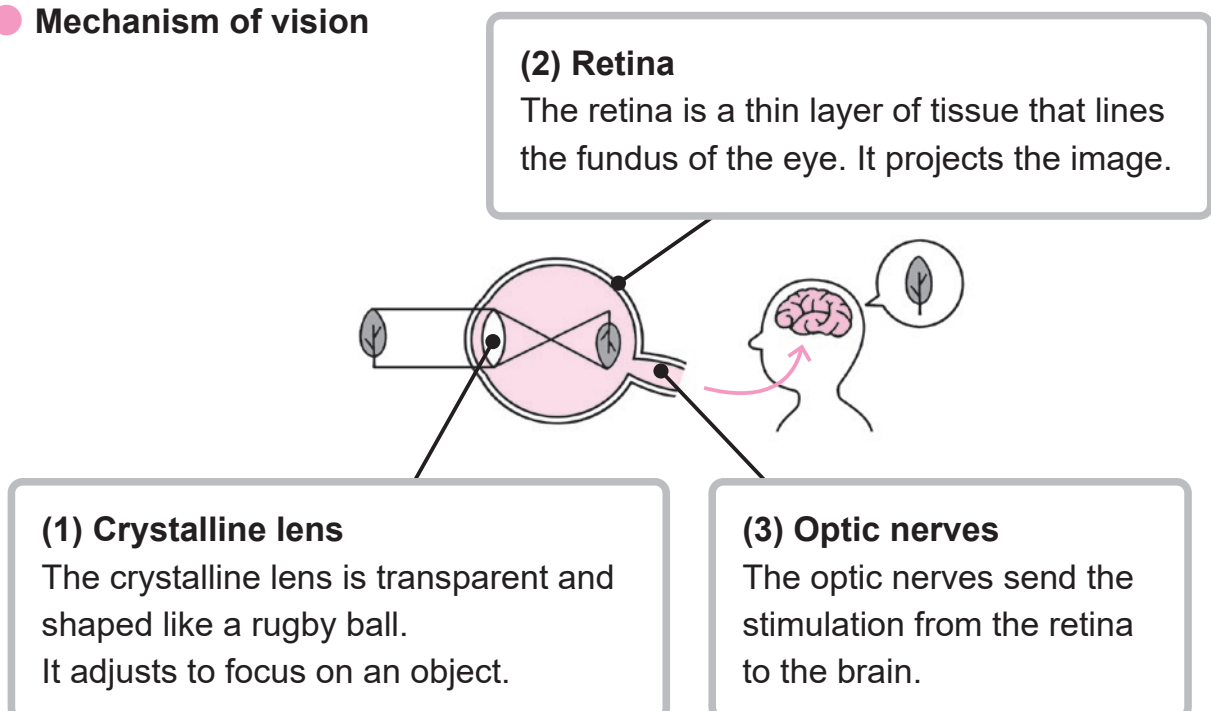 Mechanism of vision
(2) Retina
The retina is a thin layer of tissue that lines
the fundus of the eye. It projects the image.
(1) Crystalline lens
The crystalline lens is transparent and
shaped like a rugby ball.
It adjusts to focus on an object.
(3) Optic nerves
The optic nerves send the
stimulation from the retina
to the brain.